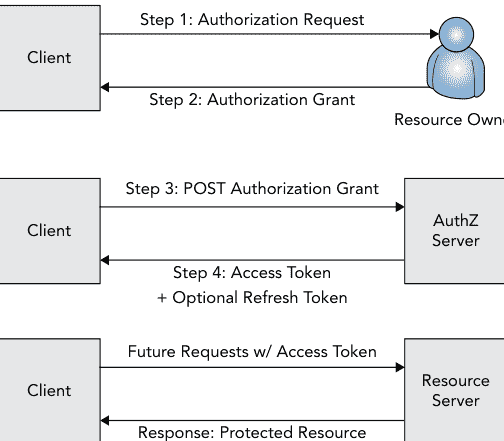 Step 1: Authorization Request
Client
Step 2: Authorization Grant
Resource Own
Step 3: POST Authorization Grant
Client
AuthZ
Server
Step 4: Access Token
+ Optional Refresh Token
Future Requests w/ Access Token
Client
Resource
Server
Response: Protected Resource